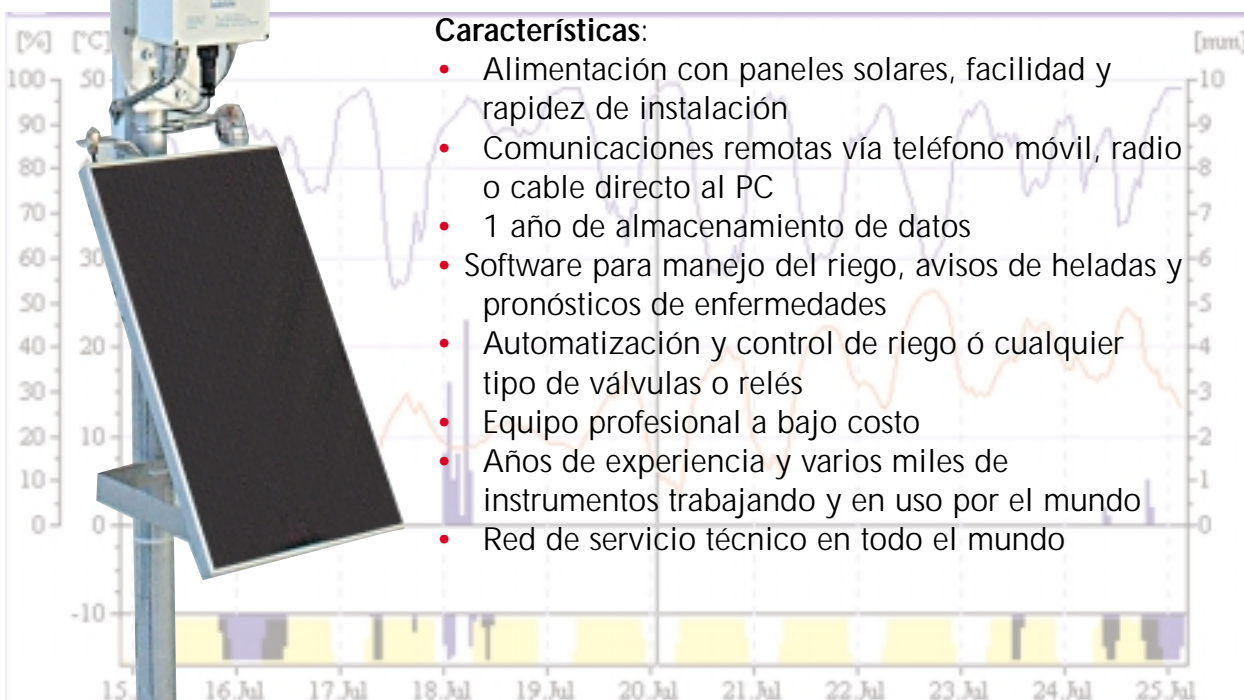 Características:
• Alimentación con paneles solares, facilidad y
rapidez de instalación
• Comunicaciones remotas vía teléfono móvil, radio
o cable directo al PC
• 1 año de almacenamiento de datos
• Software para manejo del riego, avisos de heladas y
pronósticos de enfermedades
• Automatización y control de riego ó cualquier
tipo de válvulas o relés
• Equipo profesional a bajo costo
• Años de experiencia y varios miles de
instrumentos trabajando y en uso por el mundo
• Red de servicio técnico en todo el mundo
[%] [°C] [mm]
100 50 10
90 9
80 8
70 7
60 30 6
50 5
40 20 4
30 3
20 10 2
10 1
0 0 0
-10
15. 16.Jul 17.Jul 18.Jul 19.Jul 20.Jul 21.Jul 22.Jul 23.Jul 24.Jul 25.Jul